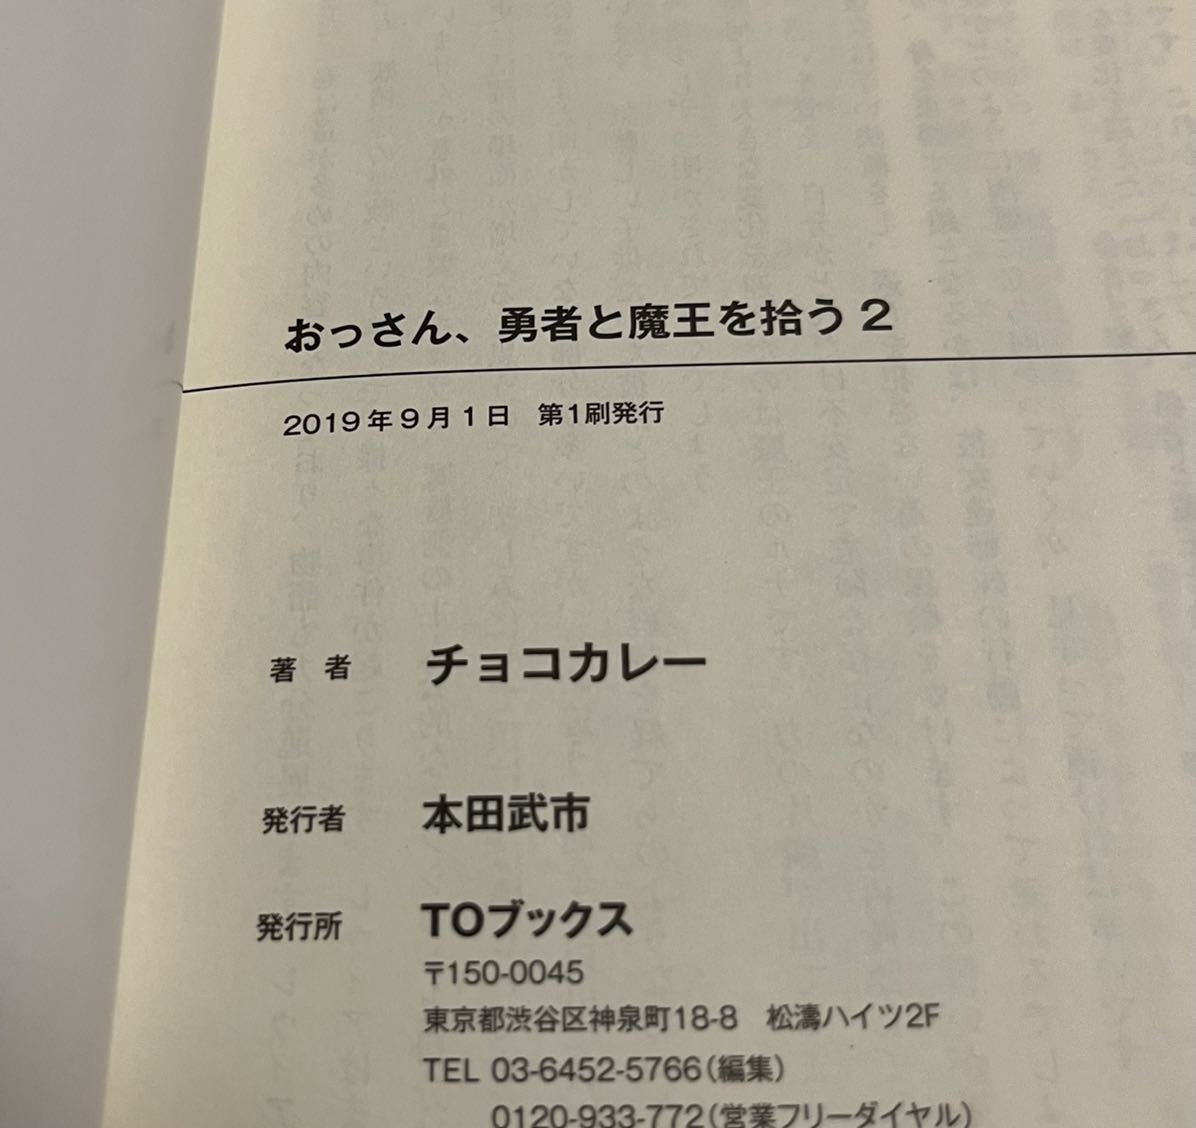 おっさん、勇者と魔王を拾う 2
2019年9月1日　第1刷発行
著　者　チョコカレー
発行者　本田武市
発行所　TOブックス
〒150-0045
東京都渋谷区神泉町18-8　松濤ハイツ2F
TEL 03-6452-5766(編集)
0120-933-772(営業フリーダイヤル)